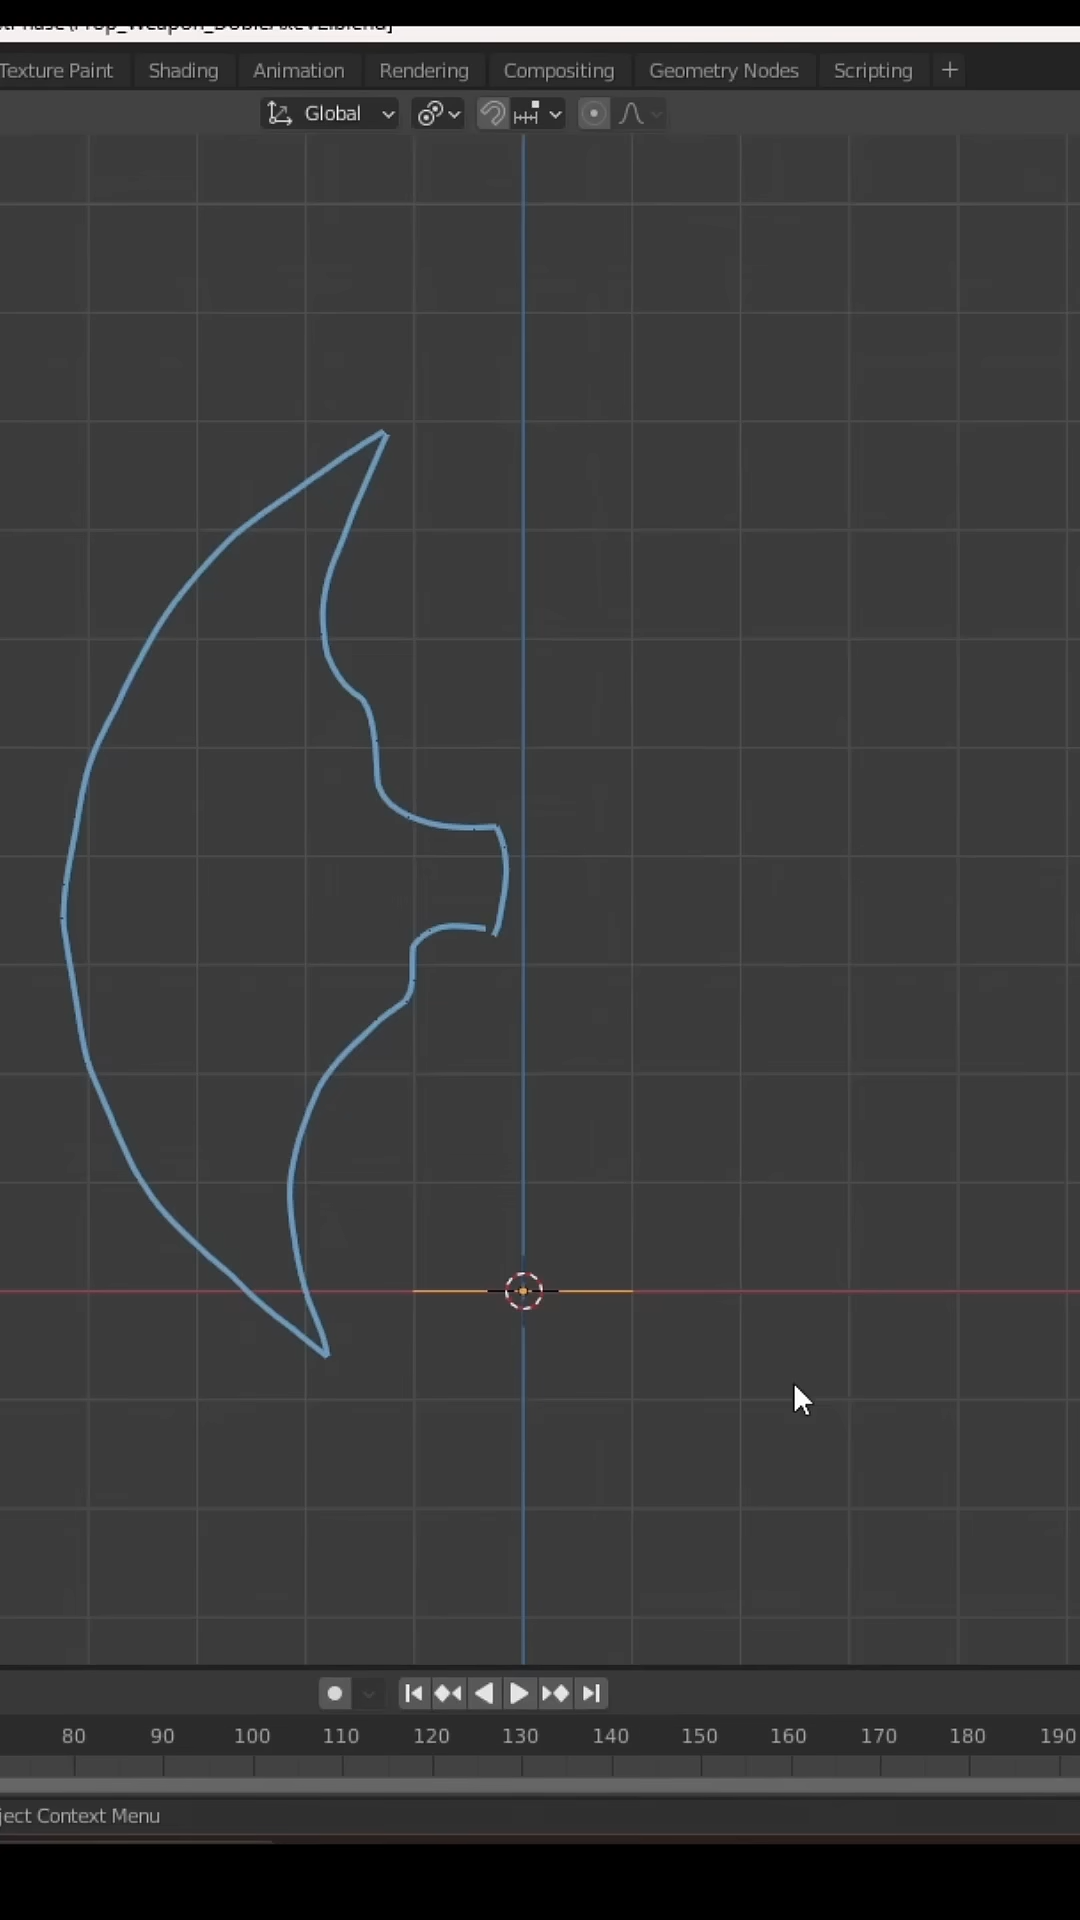 Texture Paint Shading Animation Rendering Compositing Geometry Nodes Scripting +
Global
80 90 100 110 120 130 140 150 160 170 180 190
ject Context Menu